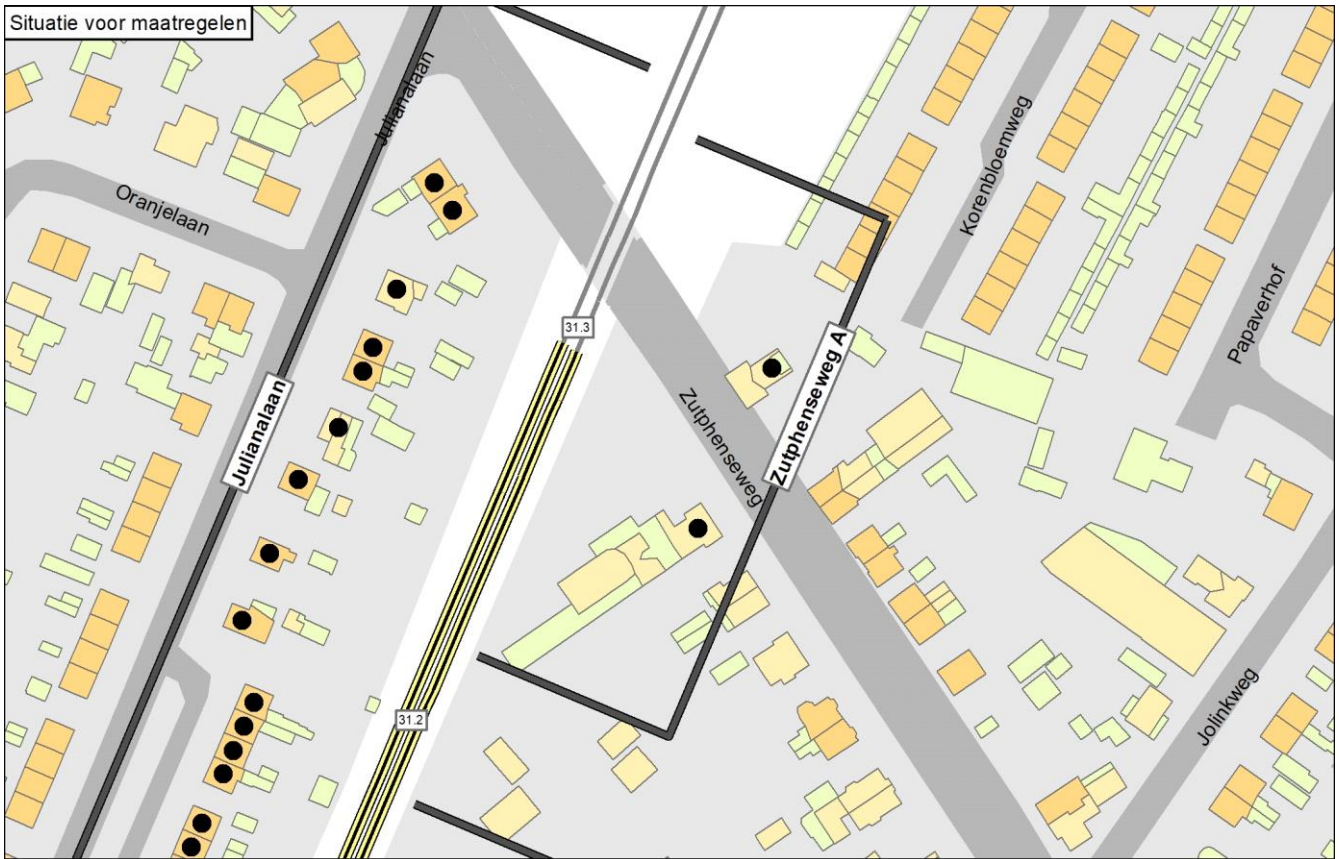 Situatie voor maatregelen
Julianalaan
Oranjelaan
Korenbloemweg
Papaverhof
31.3
Julianalaan
Zutphenseweg
Zutphenseweg A
31.2
Jolinkweg